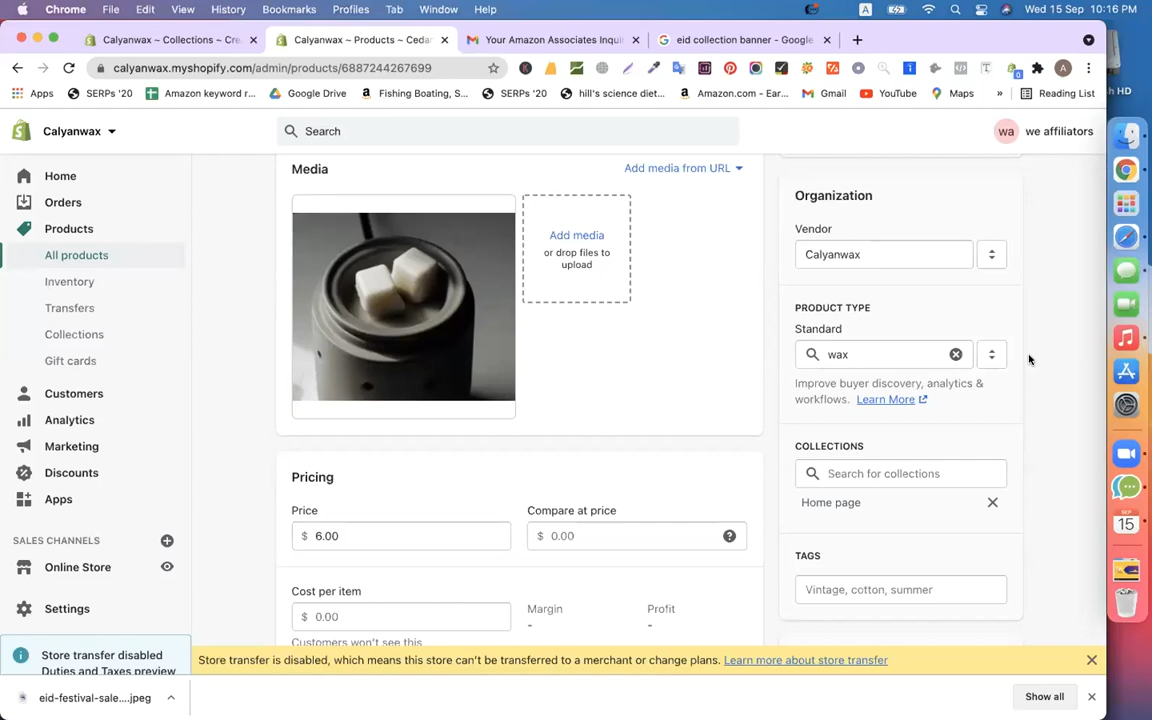 Chrome File Edit View History Bookmarks Profiles Tab Window Help A Wed 15 Sep 10:16 PM
Calyanwax ~ Collections ~ Cre Calyanwax ~ Products ~ Ceda Your Amazon Associates Inqui eid collection banner - Google
calyanwax.myshopify.com/admin/products/6887244267699
Apps SERPs '20 Amazon keyword r... Google Drive Fishing Boating, S... SERPs '20 hill's science diet... Amazon.com - Ear... Gmail YouTube Maps » Reading List
Calyanwax Search wa we affiliators
Home
Orders
Products
All products
Inventory
Transfers
Collections
Gift cards
Customers
Analytics
Marketing
Discounts
Apps
SALES CHANNELS
Online Store
Settings
Store transfer disabled
Duties and Taxes preview
Media Add media from URL
Add media
or drop files to
upload
Pricing
Price Compare at price
$ 6.00 $ 0.00
Cost per item
$ 0.00 Margin Profit
- -
Customers won't see this
Organization
Vendor
Calyanwax
PRODUCT TYPE
Standard
wax
Improve buyer discovery, analytics &
workflows. Learn More
COLLECTIONS
Search for collections
Home page
TAGS
Vintage, cotton, summer
Store transfer is disabled, which means this store can't be transferred to a merchant or change plans. Learn more about store transfer
eid-festival-sale....jpeg Show all
SEP
15